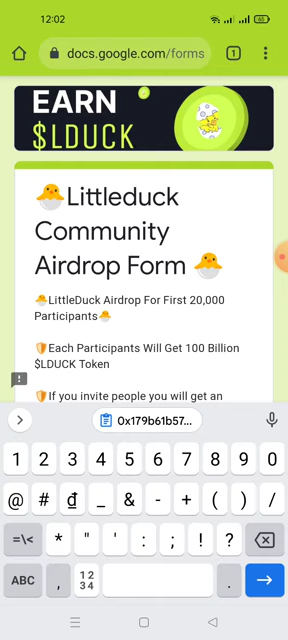 12:02
65
docs.google.com/forms
1
EARN
$LDUCK
🐣Littleduck
Community
Airdrop Form 🐣
🐣LittleDuck Airdrop For First 20,000
Participants🐣
🛡Each Participants Will Get 100 Billion
$LDUCK Token
🛡If you invite people you will get an
0x179b61b57...
1 2 3 4 5 6 7 8 9 0
@ # ₫ _ & - + ( ) /
=\< * " ' : ; ! ?
ABC , 12 34 .